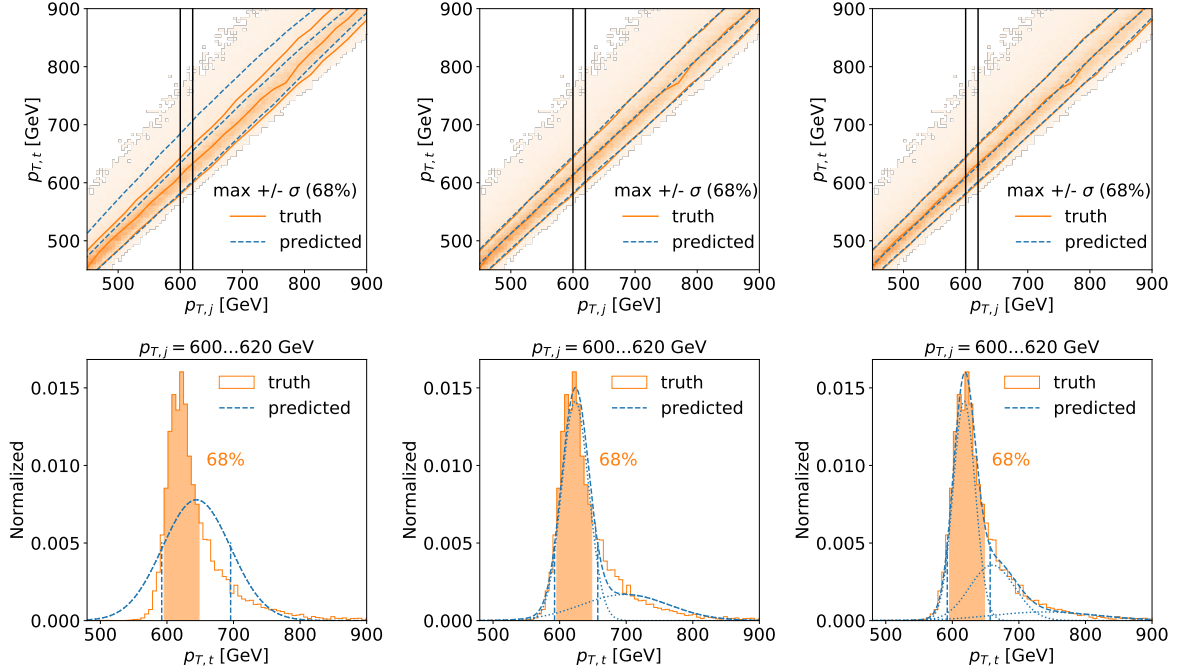 900
800
700
600
500
p_{T,t} [GeV]
max +/- σ (68%)
truth
predicted
500 600 700 800 900
p_{T,j} [GeV]
900
800
700
600
500
p_{T,t} [GeV]
max +/- σ (68%)
truth
predicted
500 600 700 800 900
p_{T,j} [GeV]
900
800
700
600
500
p_{T,t} [GeV]
max +/- σ (68%)
truth
predicted
500 600 700 800 900
p_{T,j} [GeV]
p_{T,j} = 600...620 GeV
0.015
0.010
0.005
0.000
Normalized
truth
predicted
68%
500 600 700 800 900
p_{T,t} [GeV]
p_{T,j} = 600...620 GeV
0.015
0.010
0.005
0.000
Normalized
truth
predicted
68%
500 600 700 800 900
p_{T,t} [GeV]
p_{T,j} = 600...620 GeV
0.015
0.010
0.005
0.000
Normalized
truth
predicted
68%
500 600 700 800 900
p_{T,t} [GeV]